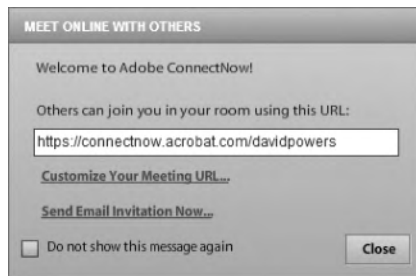 MEET ONLINE WITH OTHERS
Welcome to Adobe ConnectNow!
Others can join you in your room using this URL:
https://connectnow.acrobat.com/davidpowers
Customize Your Meeting URL...
Send Email Invitation Now...
Do not show this message again
Close